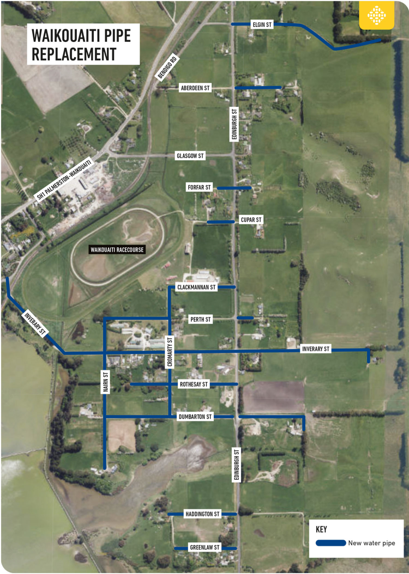 WAIKOUAITI PIPE
REPLACEMENT
ELGIN ST
BENDIGO RD
ABERDEEN ST
EDINBURGH ST
GLASGOW ST
SH1 PALMERSTON-WAIKOUAITI
FORFAR ST
CUPAR ST
WAIKOUAITI RACECOURSE
CLACKMANNAN ST
INVERARY ST
PERTH ST
CROMARTY ST
INVERARY ST
NAIRN ST
ROTHESAY ST
DUMBARTON ST
EDINBURGH ST
HADDINGTON ST
KEY
New water pipe
GREENLAW ST